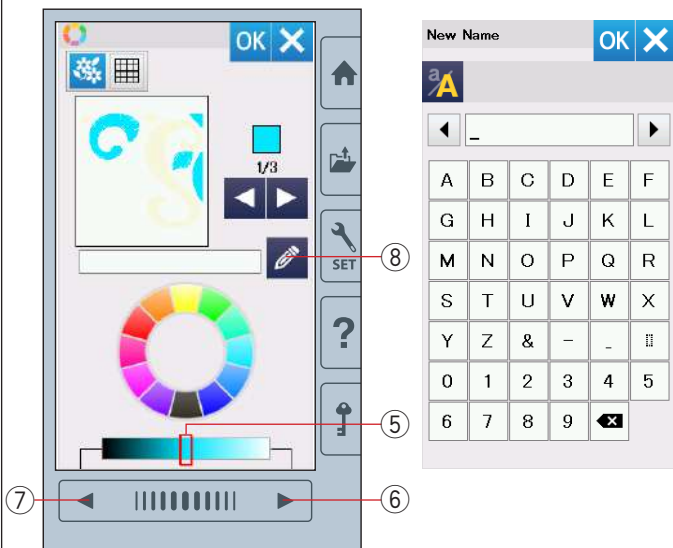 OK
1/3
SET
?
⑧
⑤
⑦
⑥
New Name
OK
a/A
_
A B C D E F
G H I J K L
M N O P Q R
S T U V W X
Y Z & - _
0 1 2 3 4 5
6 7 8 9